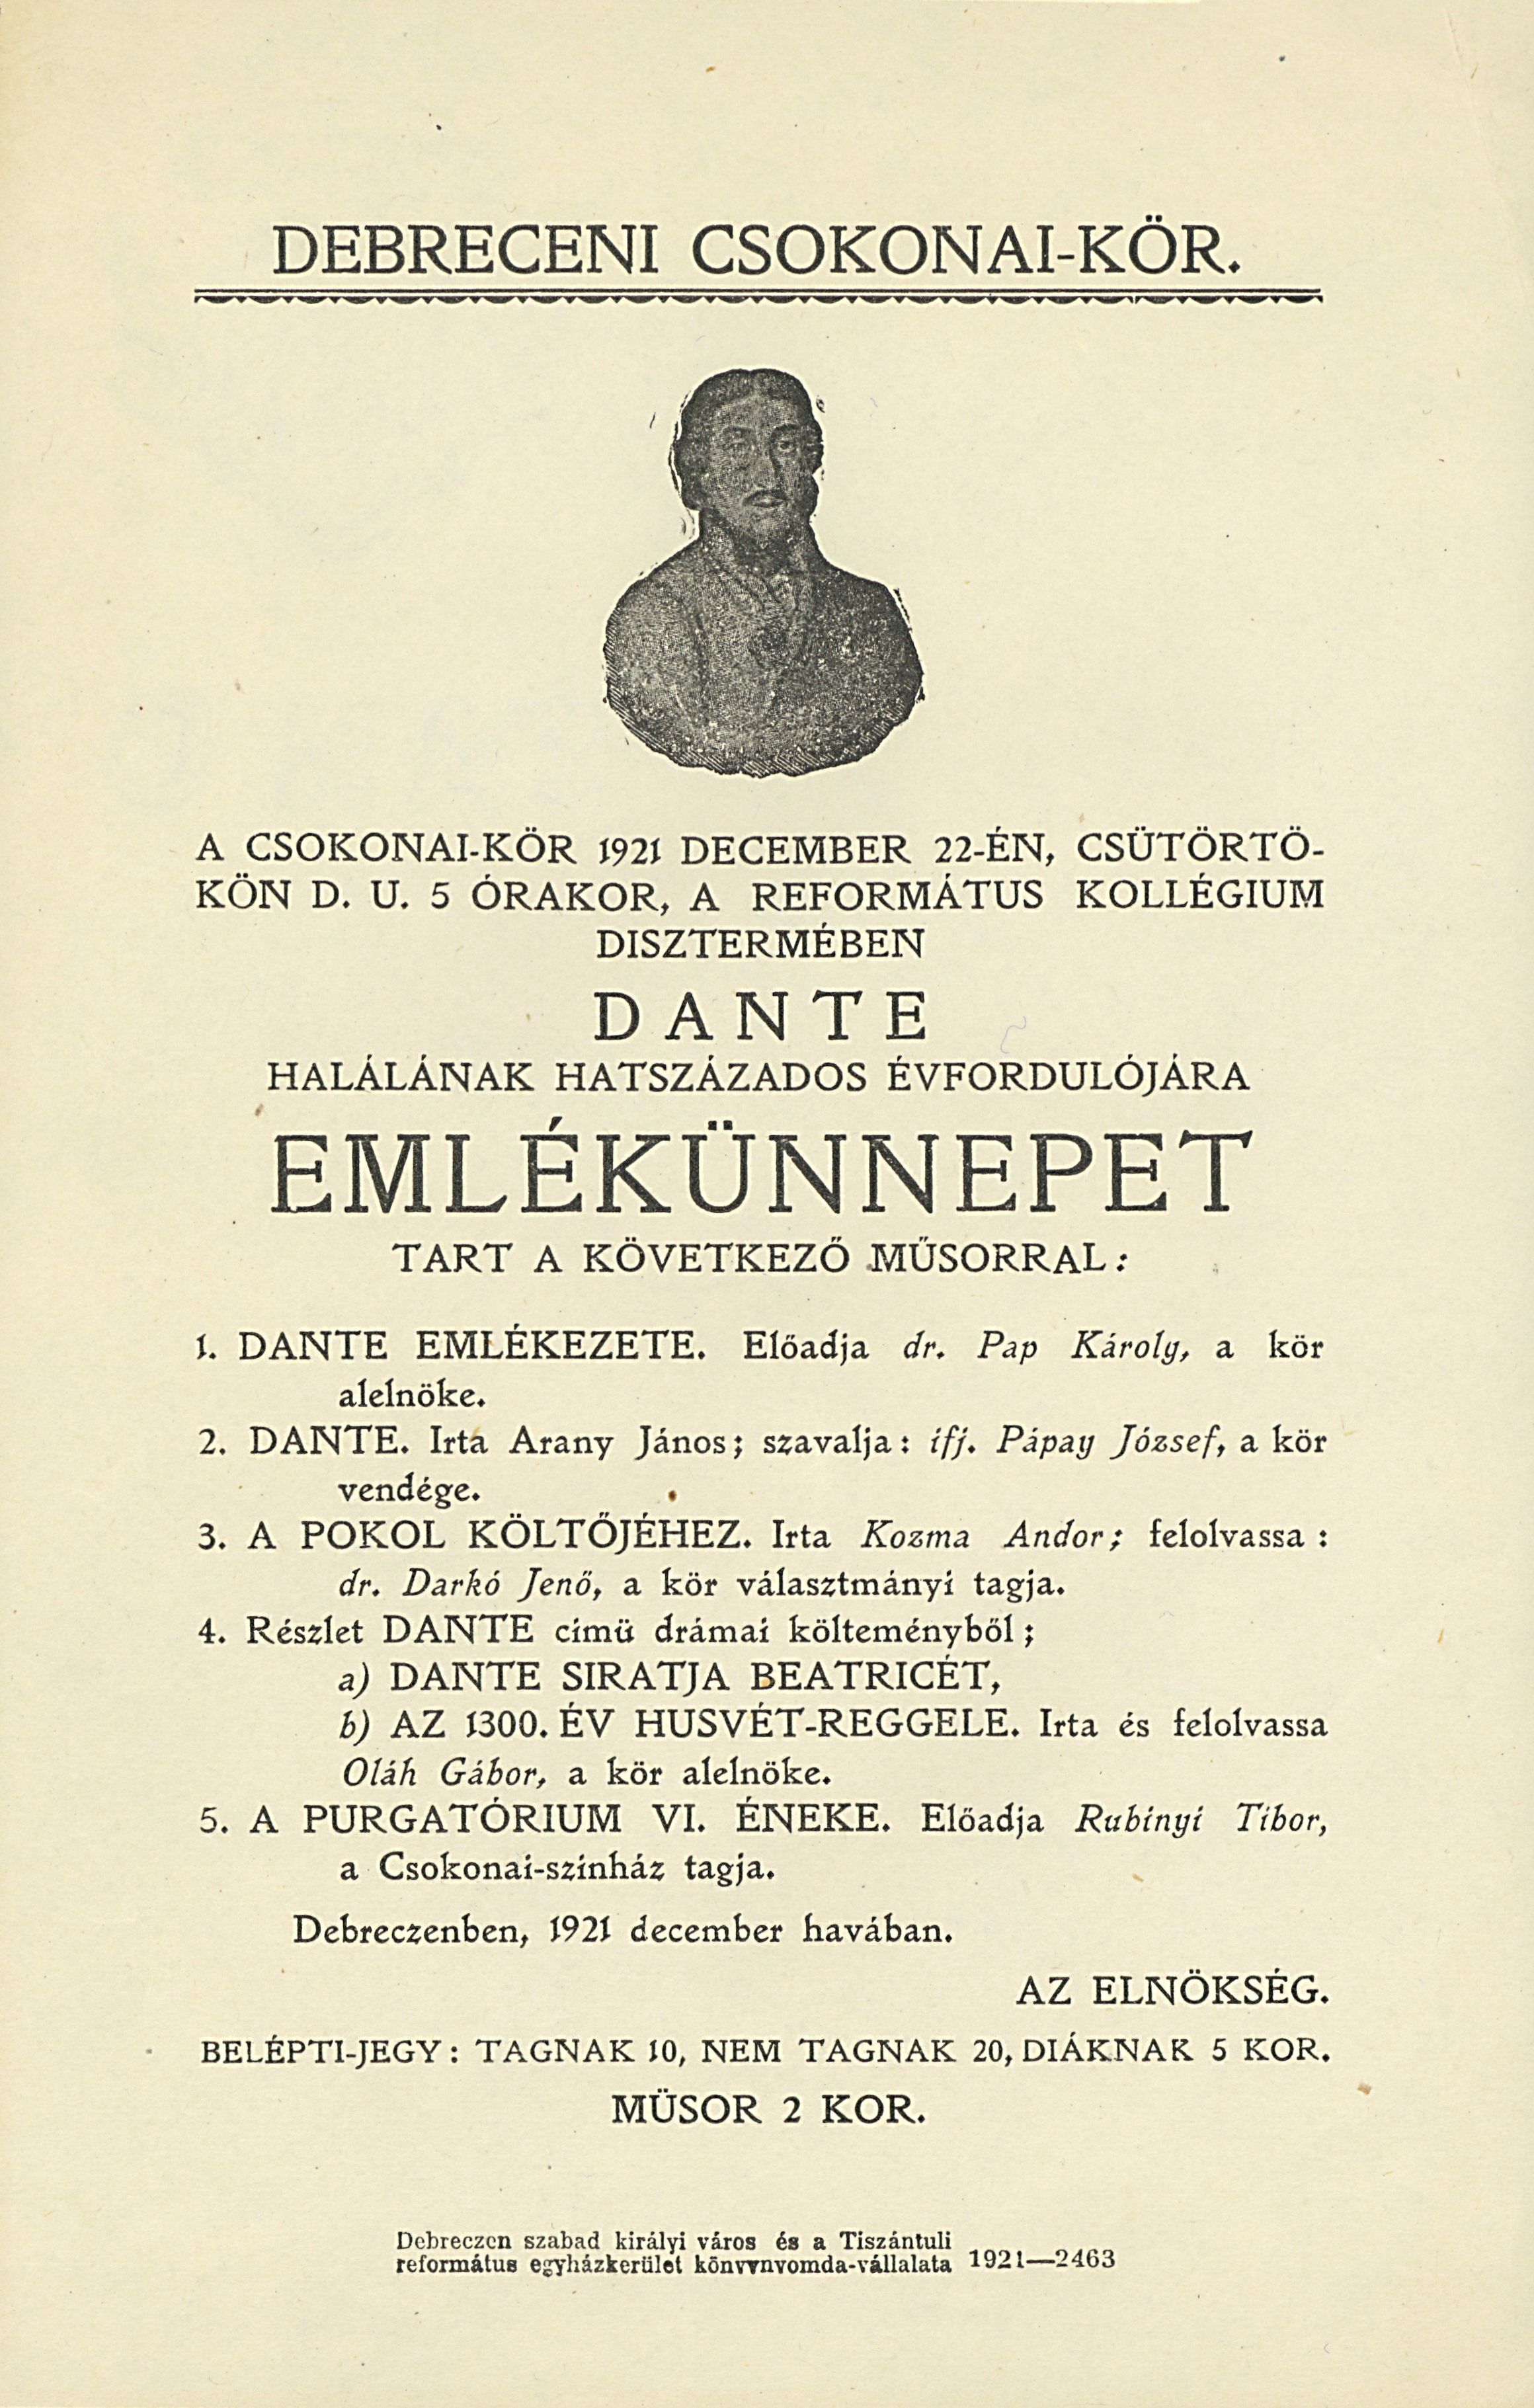 DEBRECENI CSOKONAI-KÖR.
A CSOKONAI-KÖR 1921 DECEMBER 22-ÉN, CSÜTÖRTÖ-
KÖN D. U. 5 ÓRAKOR, A REFORMÁTUS KOLLÉGIUM
DISZTERMÉBEN
DANTE
HALÁLÁNAK HATSZÁZADOS ÉVFORDULÓJÁRA
EMLÉKÜNNEPET
TART A KÖVETKEZŐ MŰSORRAL:
1. DANTE EMLÉKEZETE. Előadja dr. Pap Károly, a kör
alelnöke.
2. DANTE. Irta Arany János; szavalja: ifj. Pápay József, a kör
vendége.
3. A POKOL KÖLTŐJÉHEZ. Irta Kozma Andor; felolvassa:
dr. Darkó Jenő, a kör választmányi tagja.
4. Részlet DANTE cimü drámai költeményből;
a) DANTE SIRATJA BEATRICÉT,
b) AZ 1300. ÉV HUSVÉT-REGGELE. Irta és felolvassa
Oláh Gábor, a kör alelnöke.
5. A PURGATÓRIUM VI. ÉNEKE. Előadja Rubinyi Tibor,
a Csokonai-szinház tagja.
Debreczenben, 1921 december havában.
AZ ELNÖKSÉG.
BELÉPTI-JEGY: TAGNAK 10, NEM TAGNAK 20, DIÁKNAK 5 KOR.
MÜSOR 2 KOR.
Debreczen szabad királyi város és a Tiszántuli
református egyházkerület könyvnyomda-vállalata 1921—2463